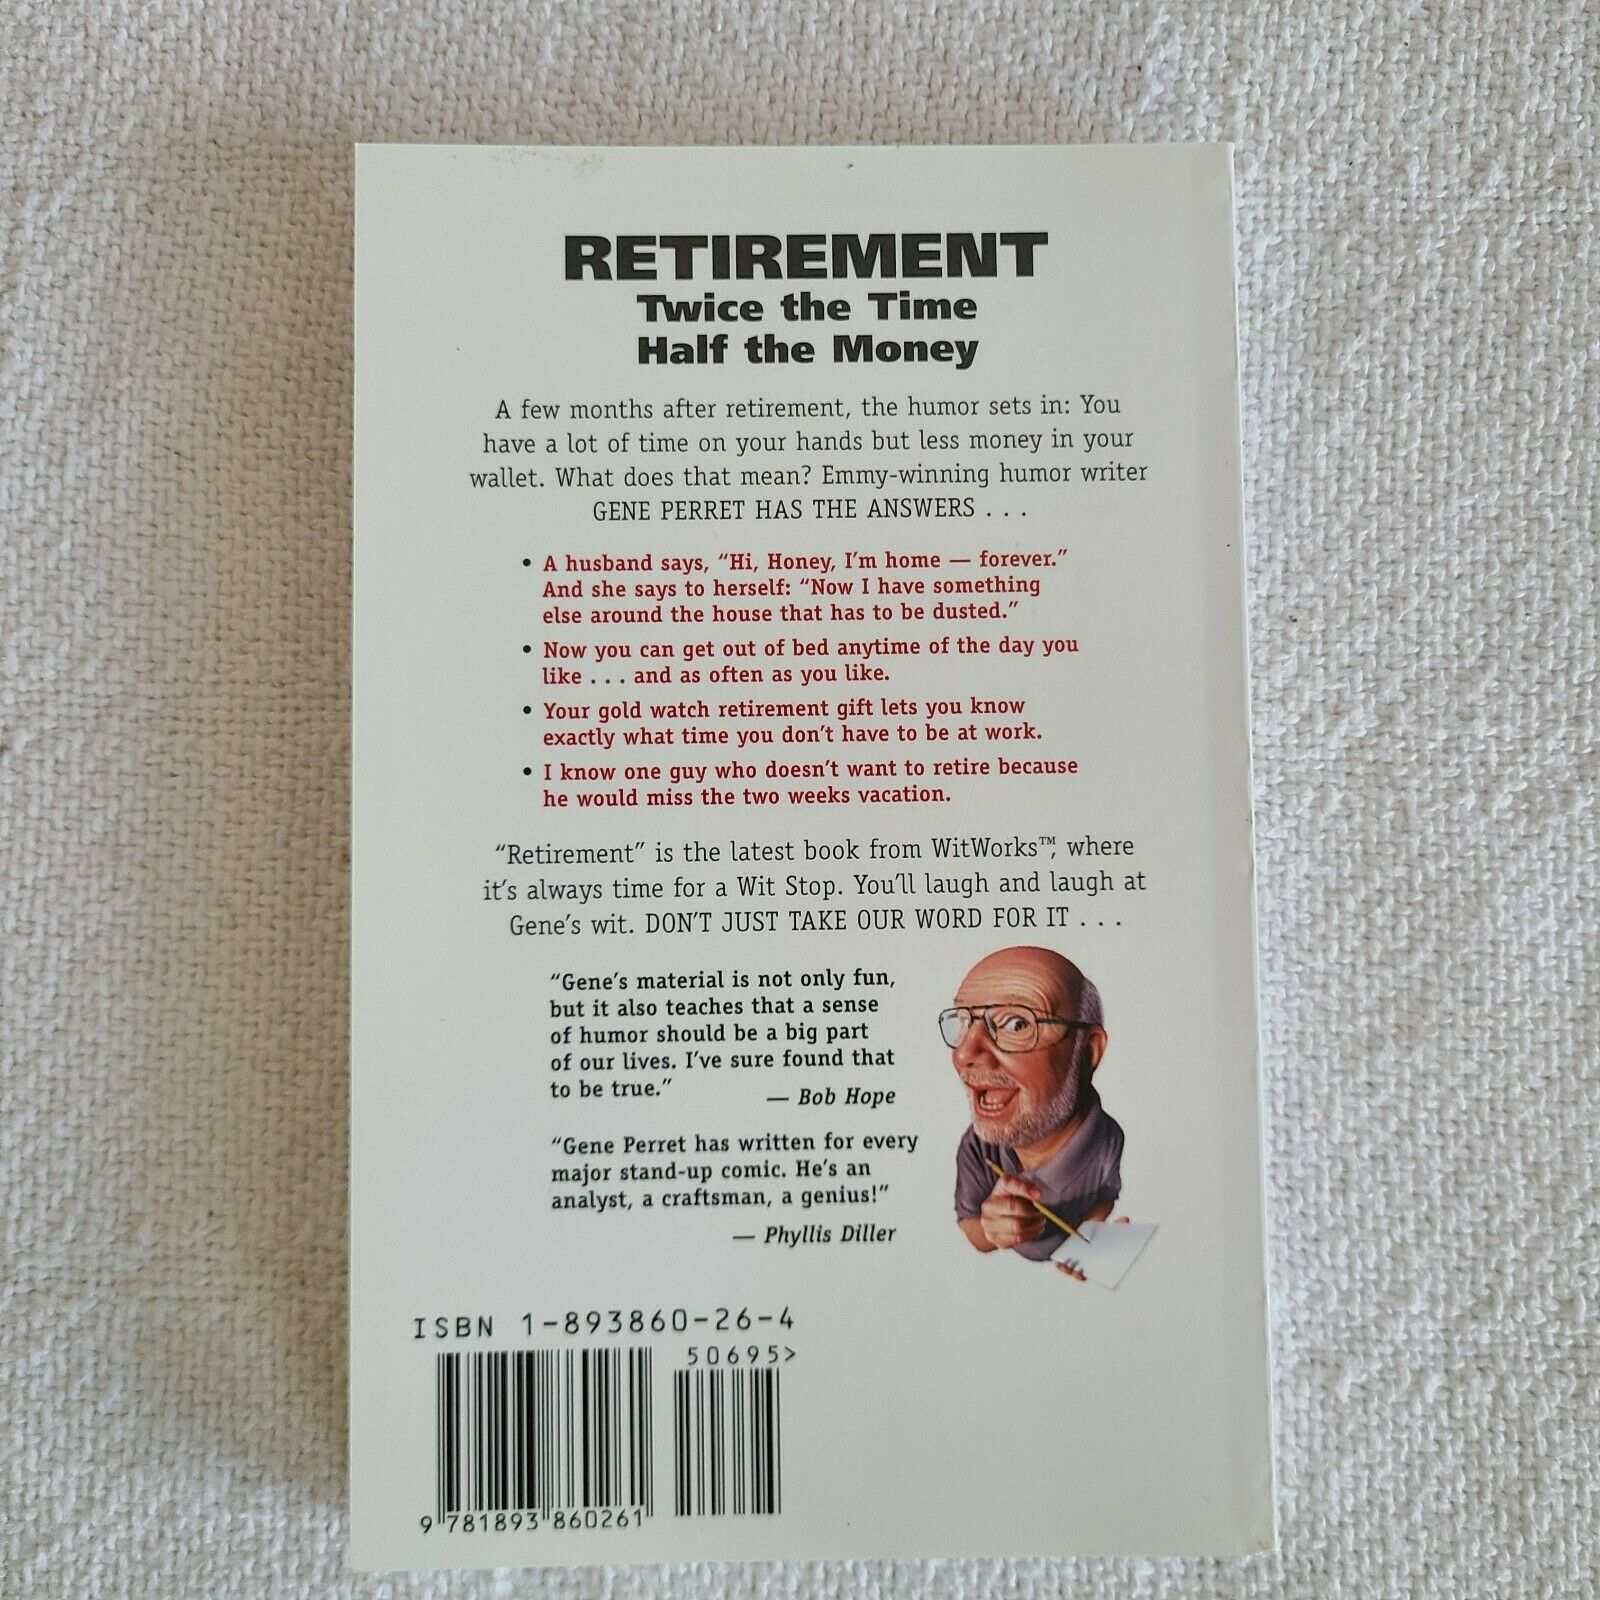 RETIREMENT
Twice the Time
Half the Money
A few months after retirement, the humor sets in: You
have a lot of time on your hands but less money in your
wallet. What does that mean? Emmy-winning humor writer
GENE PERRET HAS THE ANSWERS . . .
• A husband says, “Hi, Honey, I’m home — forever.”
And she says to herself: “Now I have something
else around the house that has to be dusted.”
• Now you can get out of bed anytime of the day you
like . . . and as often as you like.
• Your gold watch retirement gift lets you know
exactly what time you don’t have to be at work.
• I know one guy who doesn’t want to retire because
he would miss the two weeks vacation.
“Retirement” is the latest book from WitWorks™, where
it’s always time for a Wit Stop. You’ll laugh and laugh at
Gene’s wit. DON’T JUST TAKE OUR WORD FOR IT . . .
“Gene’s material is not only fun,
but it also teaches that a sense
of humor should be a big part
of our lives. I’ve sure found that
to be true.”
— Bob Hope
“Gene Perret has written for every
major stand-up comic. He’s an
analyst, a craftsman, a genius!”
— Phyllis Diller
ISBN 1-893860-26-4
50695>
9 781893 860261